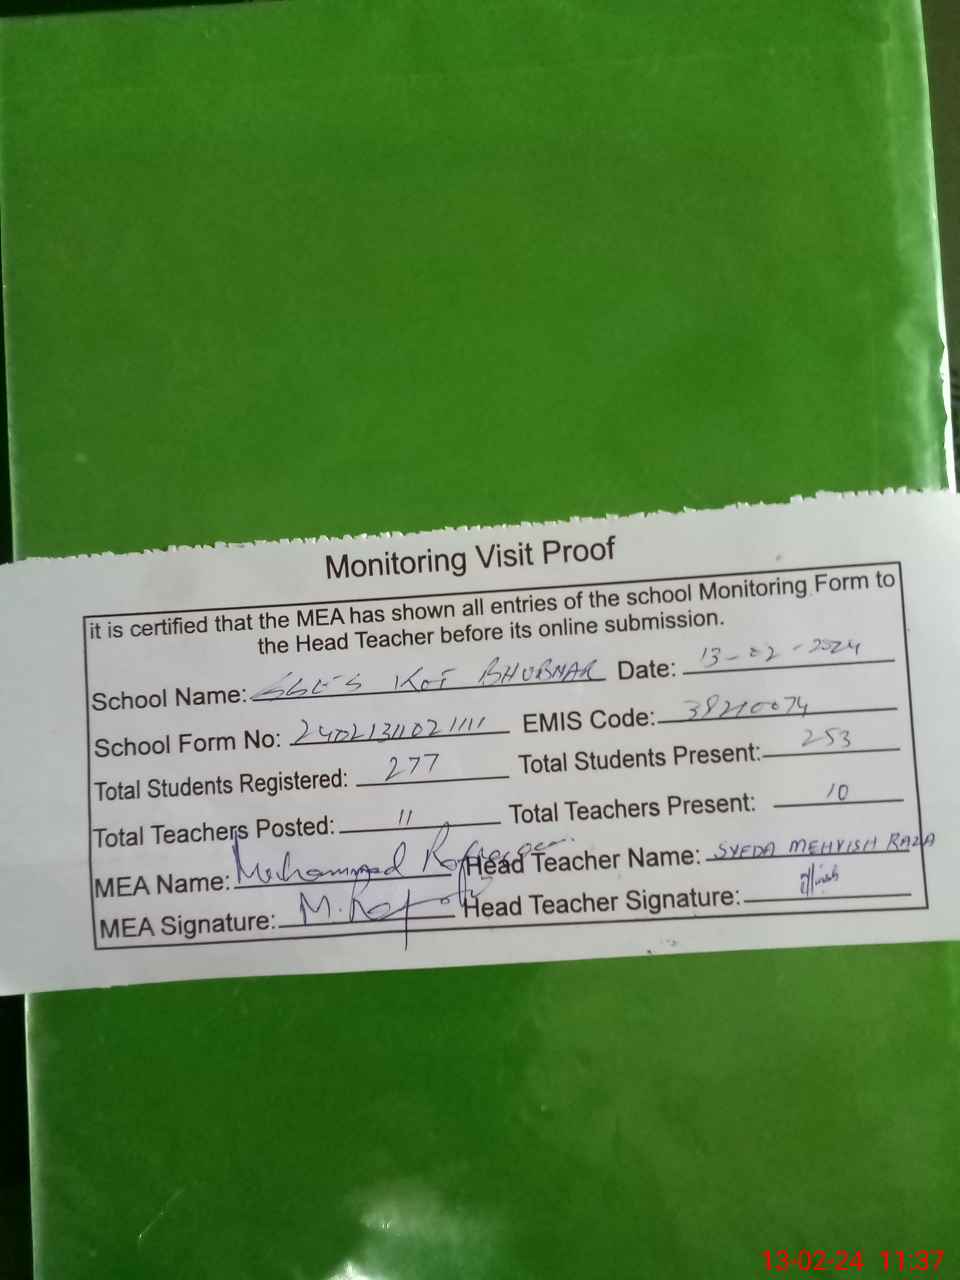 Monitoring Visit Proof
it is certified that the MEA has shown all entries of the school Monitoring Form to
the Head Teacher before its online submission.
School Name: GGES KOT BHUBNAR Date: 13-02-2024
School Form No: 24021311021111 EMIS Code: 39210074
Total Students Registered: 277 Total Students Present: 253
Total Teachers Posted: 11 Total Teachers Present: 10
MEA Name: Muhammad Head Teacher Name: SYEDA MEHVISH RAZA
MEA Signature: Head Teacher Signature:
13-02-24 11:37